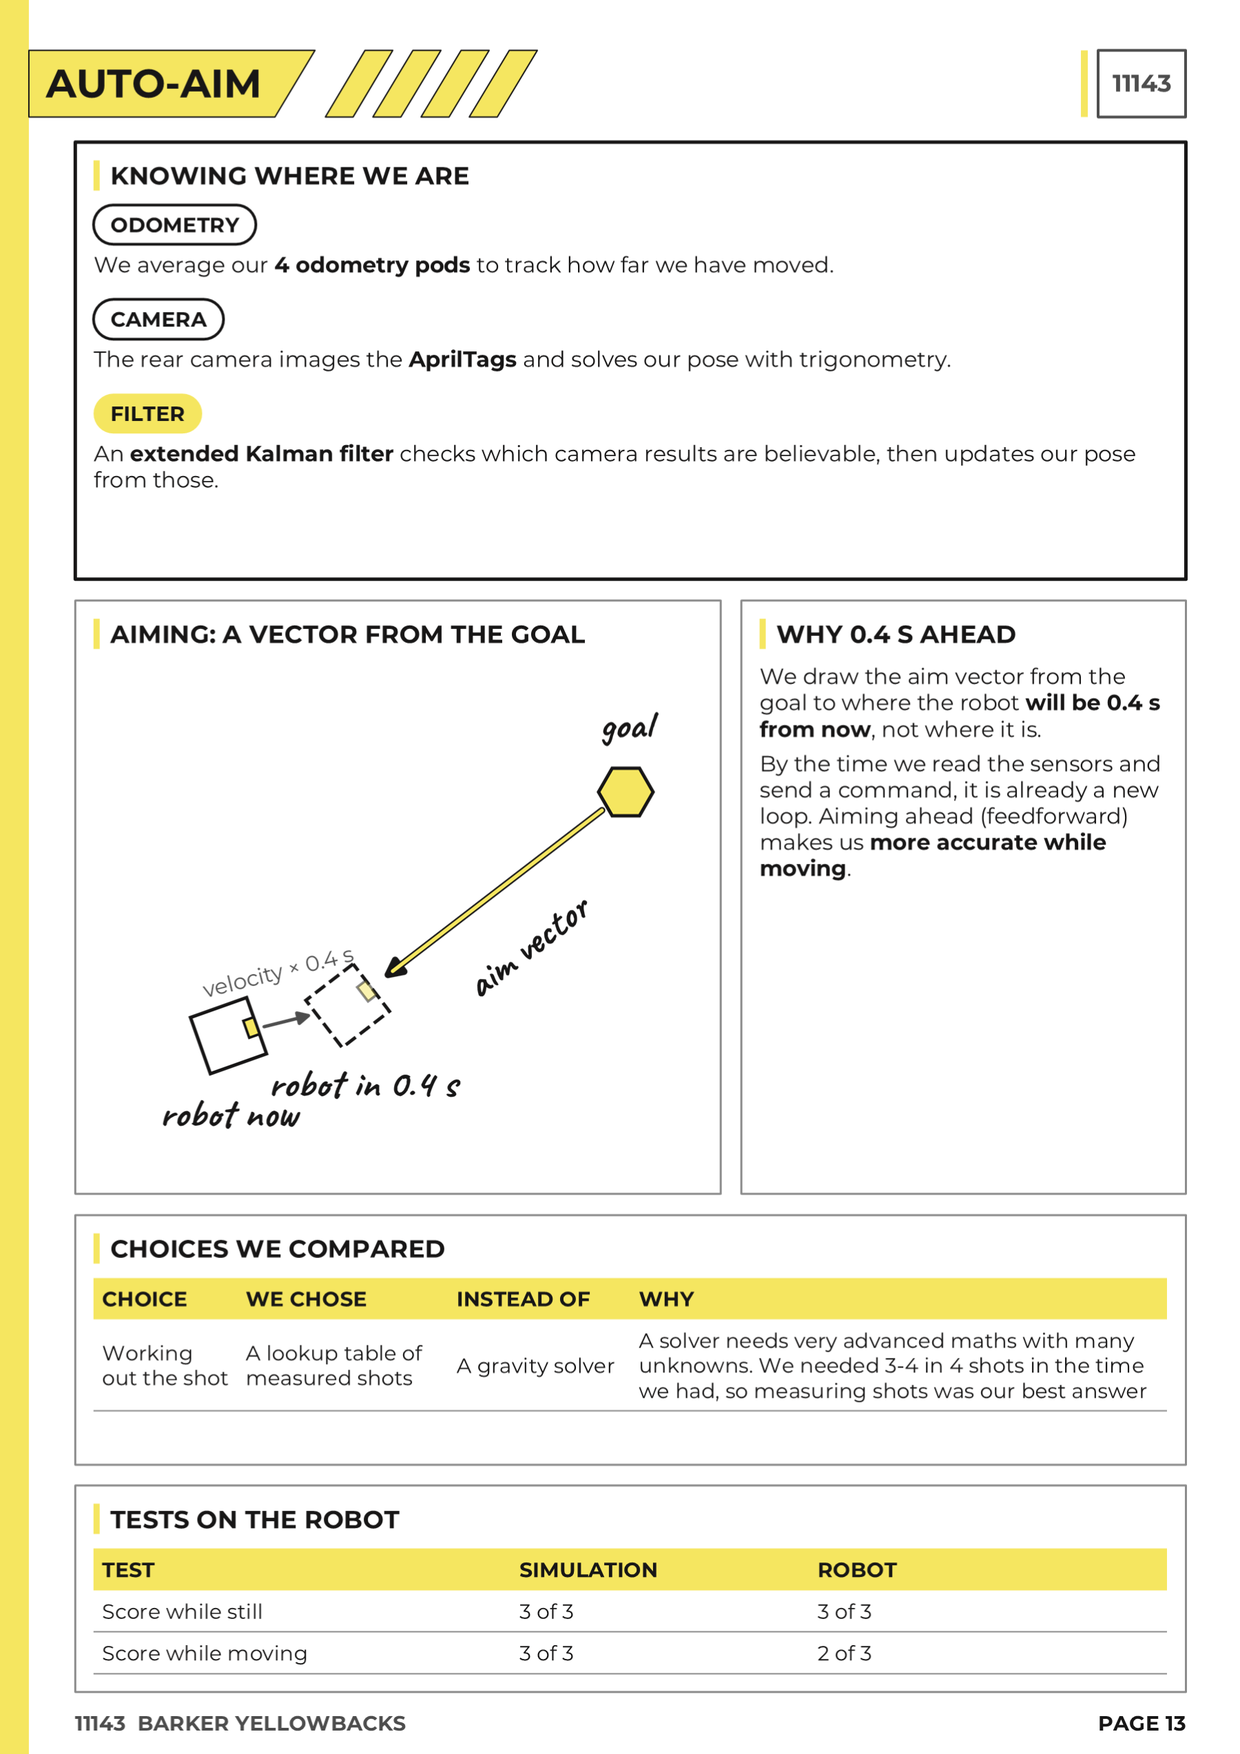 AUTO-AIM
11143
KNOWING WHERE WE ARE
ODOMETRY
We average our 4 odometry pods to track how far we have moved.
CAMERA
The rear camera images the AprilTags and solves our pose with trigonometry.
FILTER
An extended Kalman filter checks which camera results are believable, then updates our pose
from those.
AIMING: A VECTOR FROM THE GOAL
goal
aim vector
velocity × 0.4 s
robot in 0.4 s
robot now
WHY 0.4 S AHEAD
We draw the aim vector from the
goal to where the robot will be 0.4 s
from now, not where it is.
By the time we read the sensors and
send a command, it is already a new
loop. Aiming ahead (feedforward)
makes us more accurate while
moving.
CHOICES WE COMPARED
CHOICE WE CHOSE INSTEAD OF WHY
Working
out the shot
A lookup table of
measured shots
A gravity solver
A solver needs very advanced maths with many
unknowns. We needed 3-4 in 4 shots in the time
we had, so measuring shots was our best answer
TESTS ON THE ROBOT
TEST SIMULATION ROBOT
Score while still 3 of 3 3 of 3
Score while moving 3 of 3 2 of 3
11143 BARKER YELLOWBACKS
PAGE 13